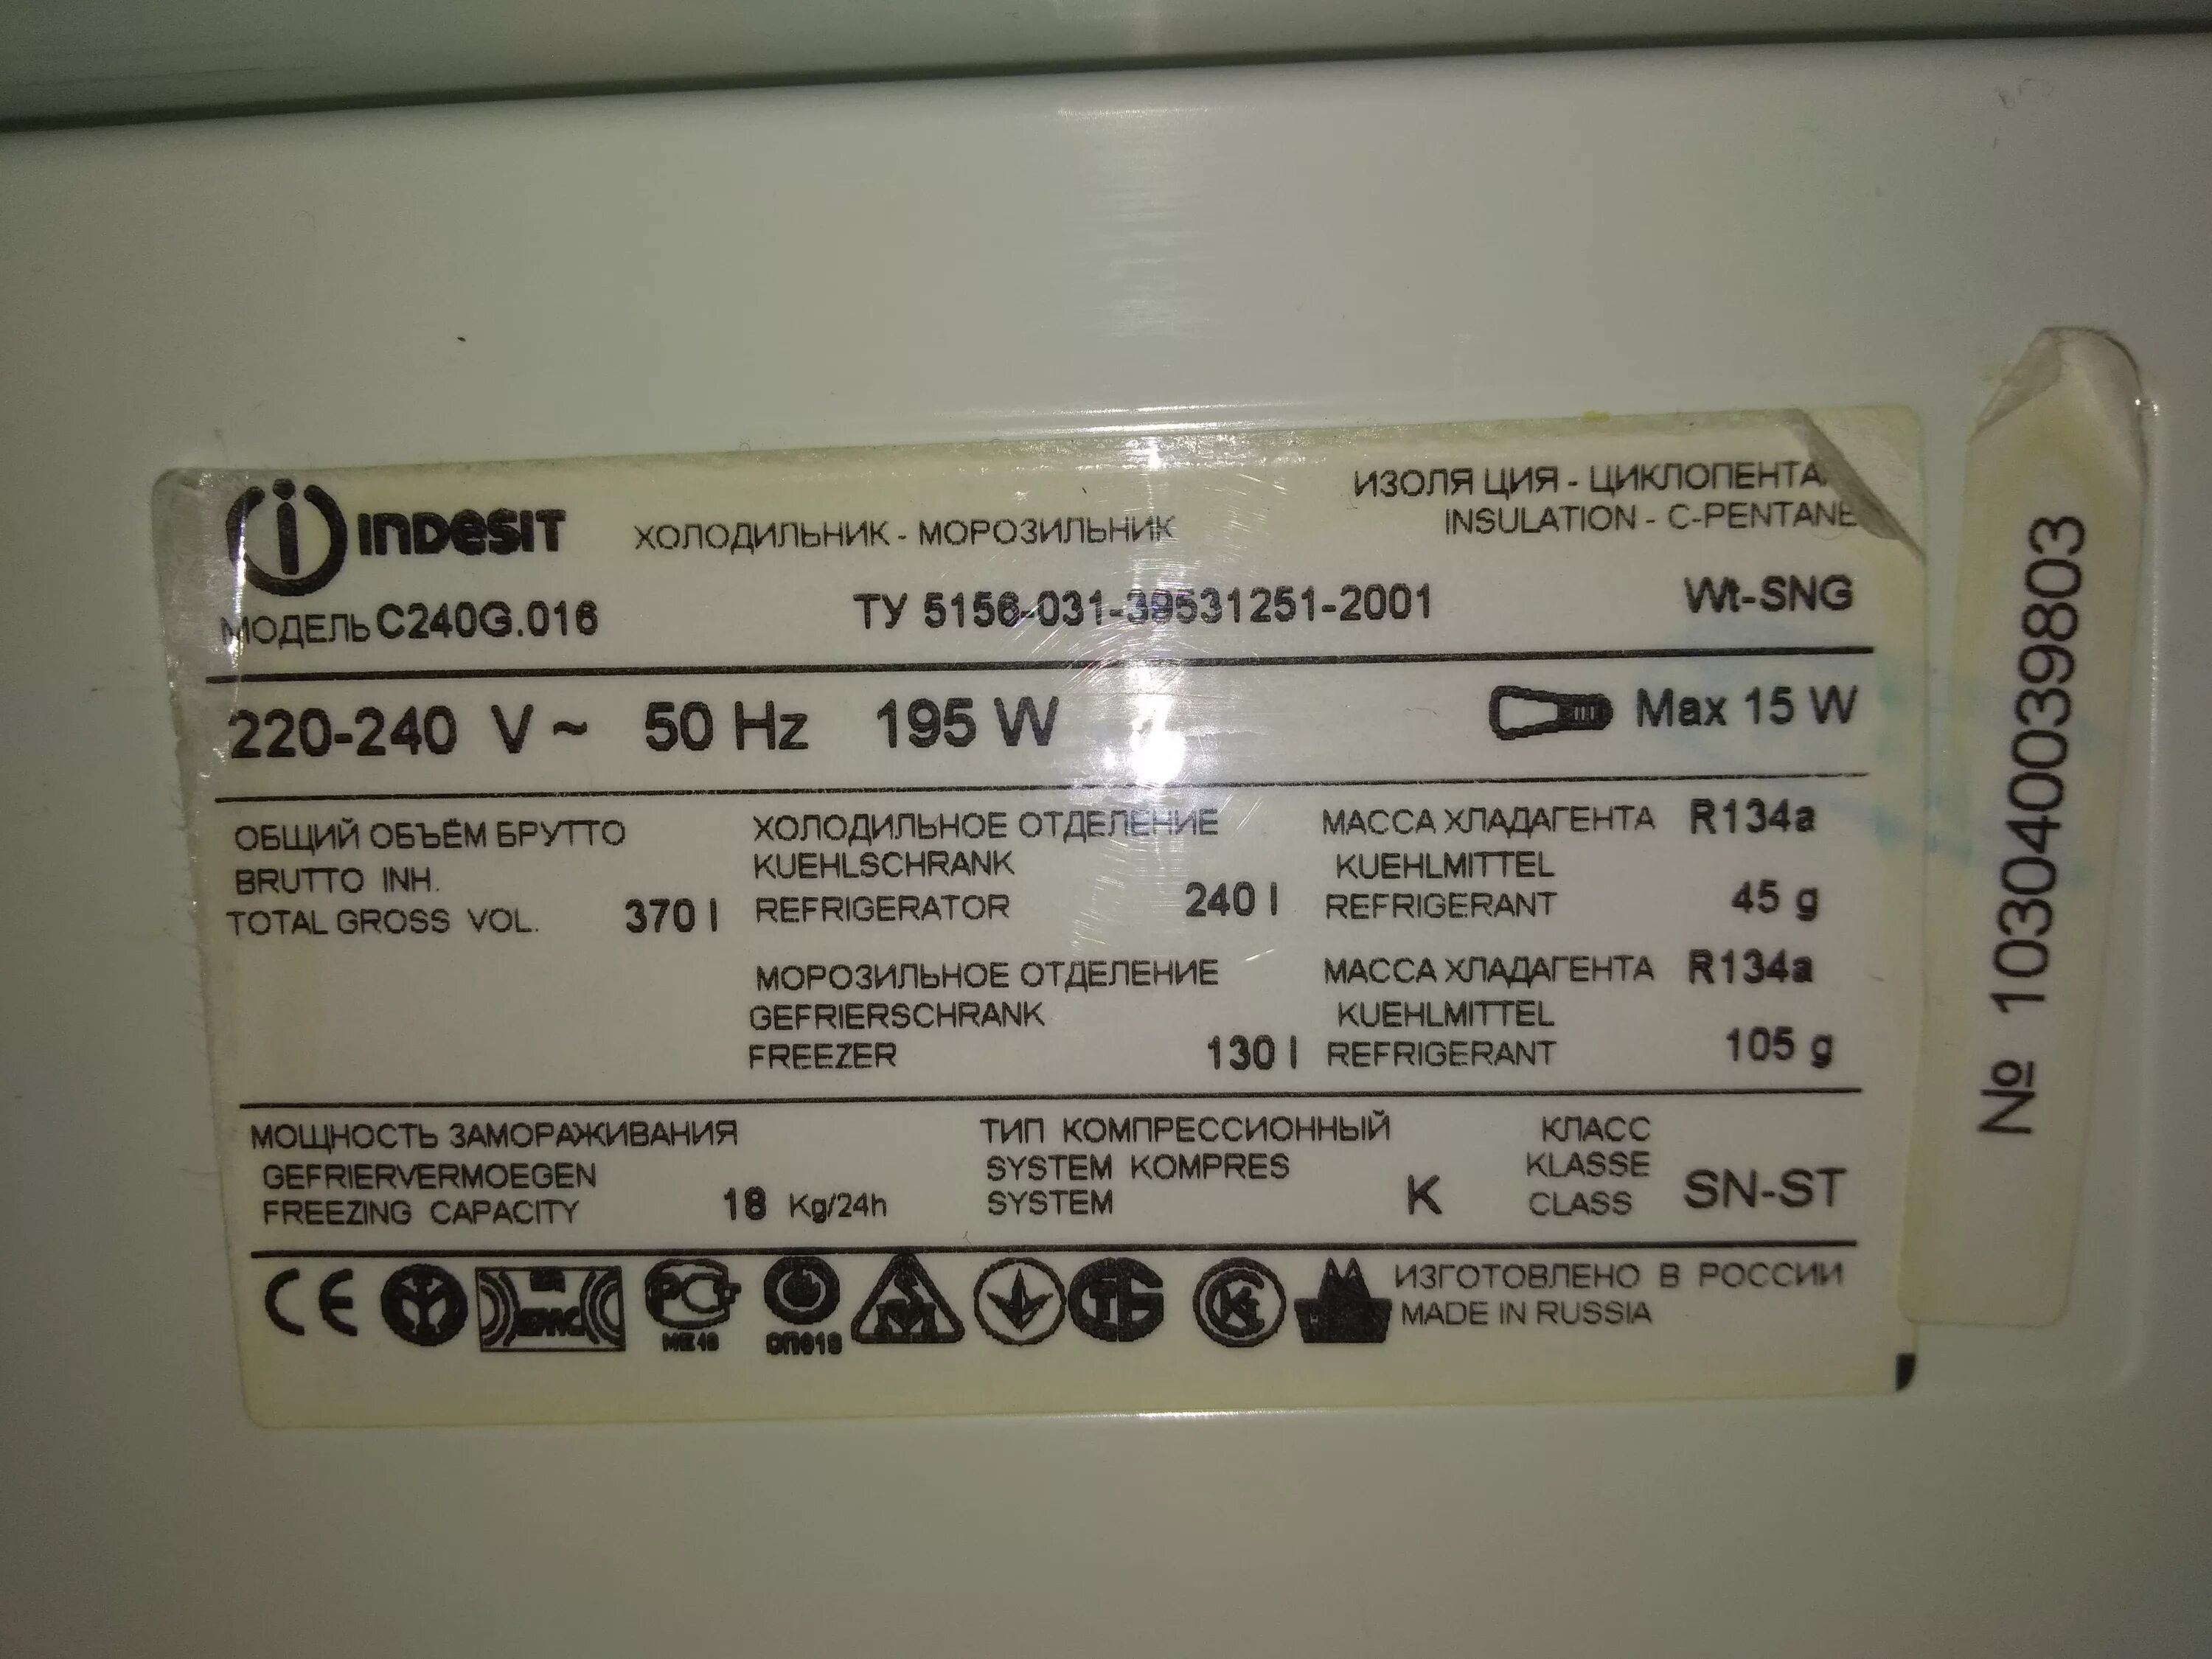 INDESIT
ХОЛОДИЛЬНИК - МОРОЗИЛЬНИК
ИЗОЛЯЦИЯ - ЦИКЛОПЕНТА
INSULATION - C-PENTANE
МОДЕЛЬ C240G.016
ТУ 5156-031-39531251-2001
Wt-SNG
220-240 V ~ 50 Hz 195 W
Max 15 W
ОБЩИЙ ОБЪЁМ БРУТТО
BRUTTO INH.
TOTAL GROSS VOL. 370 l
ХОЛОДИЛЬНОЕ ОТДЕЛЕНИЕ
KUEHLSCHRANK
REFRIGERATOR 240 l
МАССА ХЛАДАГЕНТА R134a
KUEHLMITTEL
REFRIGERANT 45 g
МОРОЗИЛЬНОЕ ОТДЕЛЕНИЕ
GEFRIERSCHRANK
FREEZER 130 l
МАССА ХЛАДАГЕНТА R134a
KUEHLMITTEL
REFRIGERANT 105 g
МОЩНОСТЬ ЗАМОРАЖИВАНИЯ
GEFRIERVERMOEGEN
FREEZING CAPACITY 18 Kg/24h
ТИП КОМПРЕССИОННЫЙ
SYSTEM KOMPRES
SYSTEM K
КЛАСС
KLASSE
CLASS SN-ST
CE
РСТ
ИЗГОТОВЛЕНО В РОССИИ
MADE IN RUSSIA
№ 103040039803